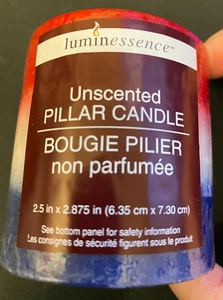 luminessence™
Unscented
PILLAR CANDLE
BOUGIE PILIER
non parfumée
2.5 in x 2.875 in (6.35 cm x 7.30 cm)
See bottom panel for safety information
Les consignes de sécurité figurent sous le produit